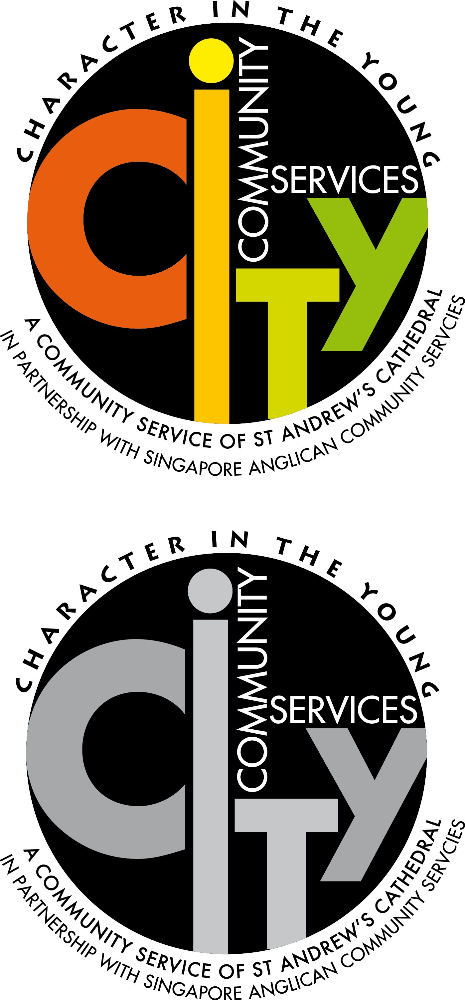 CHARACTER IN THE YOUNG
CiTy
COMMUNITY
SERVICES
A COMMUNITY SERVICE OF ST ANDREW'S CATHEDRAL
IN PARTNERSHIP WITH SINGAPORE ANGLICAN COMMUNITY SERVCIES
CHARACTER IN THE YOUNG
CiTy
COMMUNITY
SERVICES
A COMMUNITY SERVICE OF ST ANDREW'S CATHEDRAL
IN PARTNERSHIP WITH SINGAPORE ANGLICAN COMMUNITY SERVCIES